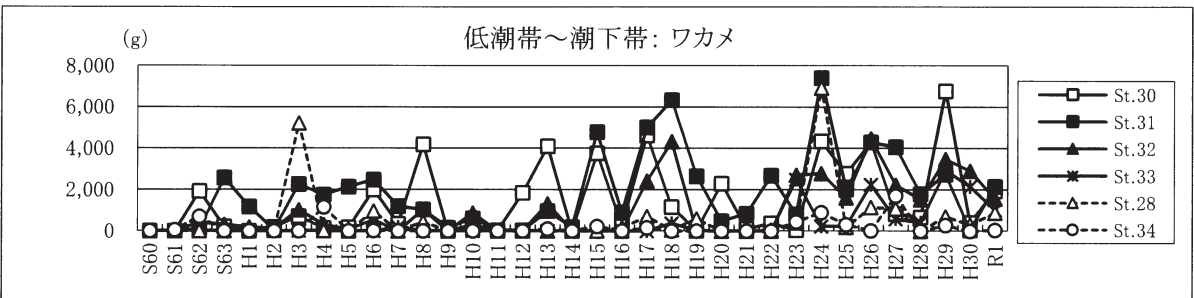 低潮帯～潮下帯: ワカメ
(g)
8,000
6,000
4,000
2,000
0
S60 S61 S62 S63 H1 H2 H3 H4 H5 H6 H7 H8 H9 H10 H11 H12 H13 H14 H15 H16 H17 H18 H19 H20 H21 H22 H23 H24 H25 H26 H27 H28 H29 H30 R1
St.30
St.31
St.32
St.33
St.28
St.34